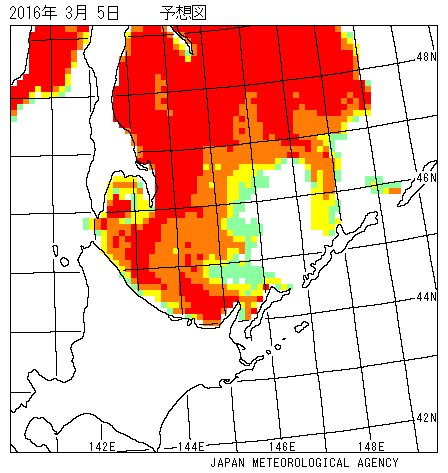 2016年 3月 5日 予想図
48N
46N
44N
42N
142E 144E 146E 148E
JAPAN METEOROLOGICAL AGENCY